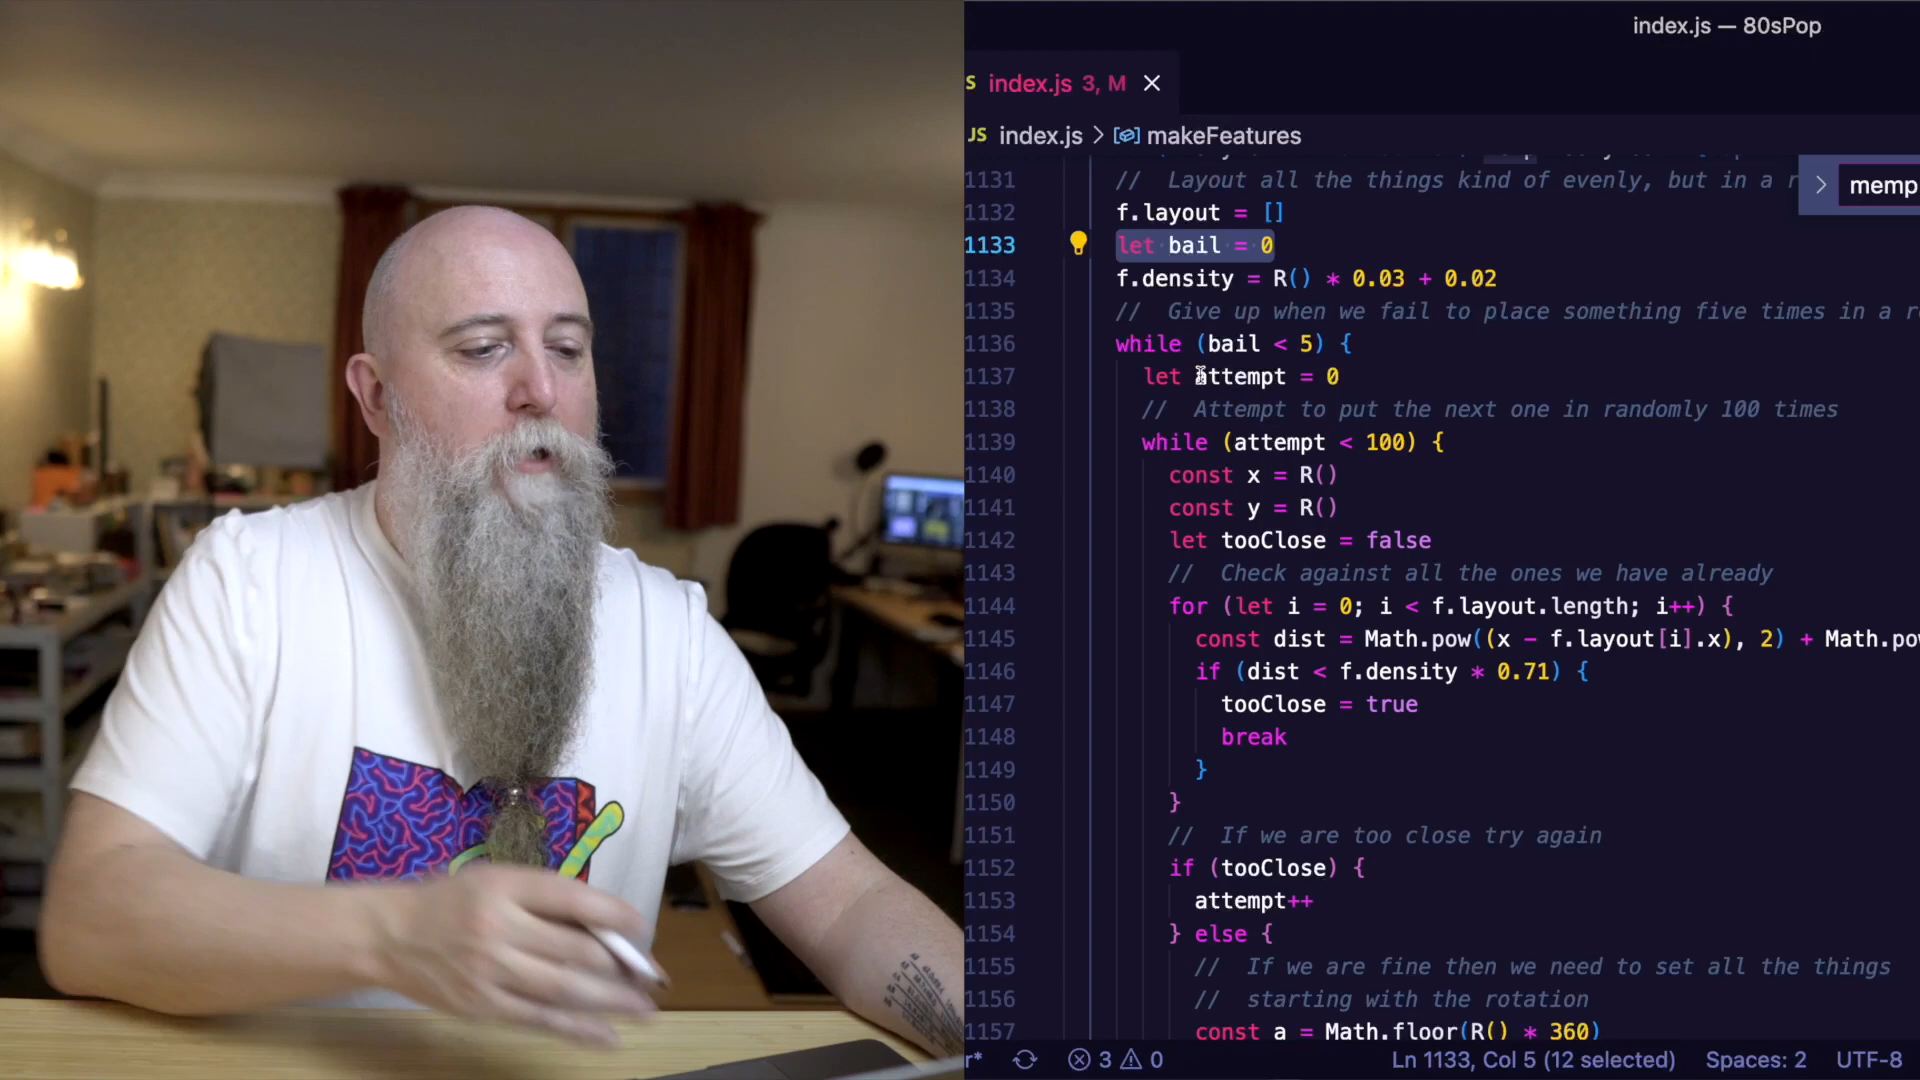 index.js — 80sPop
S index.js 3, M ×
JS index.js > makeFeatures
memp
1131 // Layout all the things kind of evenly, but in a r
1132 f.layout = []
1133 let bail = 0
1134 f.density = R() * 0.03 + 0.02
1135 // Give up when we fail to place something five times in a r
1136 while (bail < 5) {
1137 let attempt = 0
1138 // Attempt to put the next one in randomly 100 times
1139 while (attempt < 100) {
1140 const x = R()
1141 const y = R()
1142 let tooClose = false
1143 // Check against all the ones we have already
1144 for (let i = 0; i < f.layout.length; i++) {
1145 const dist = Math.pow((x - f.layout[i].x), 2) + Math.pow
1146 if (dist < f.density * 0.71) {
1147 tooClose = true
1148 break
1149 }
1150 }
1151 // If we are too close try again
1152 if (tooClose) {
1153 attempt++
1154 } else {
1155 // If we are fine then we need to set all the things
1156 // starting with the rotation
1157 const a = Math.floor(R() * 360)
r* 3 0 Ln 1133, Col 5 (12 selected) Spaces: 2 UTF-8